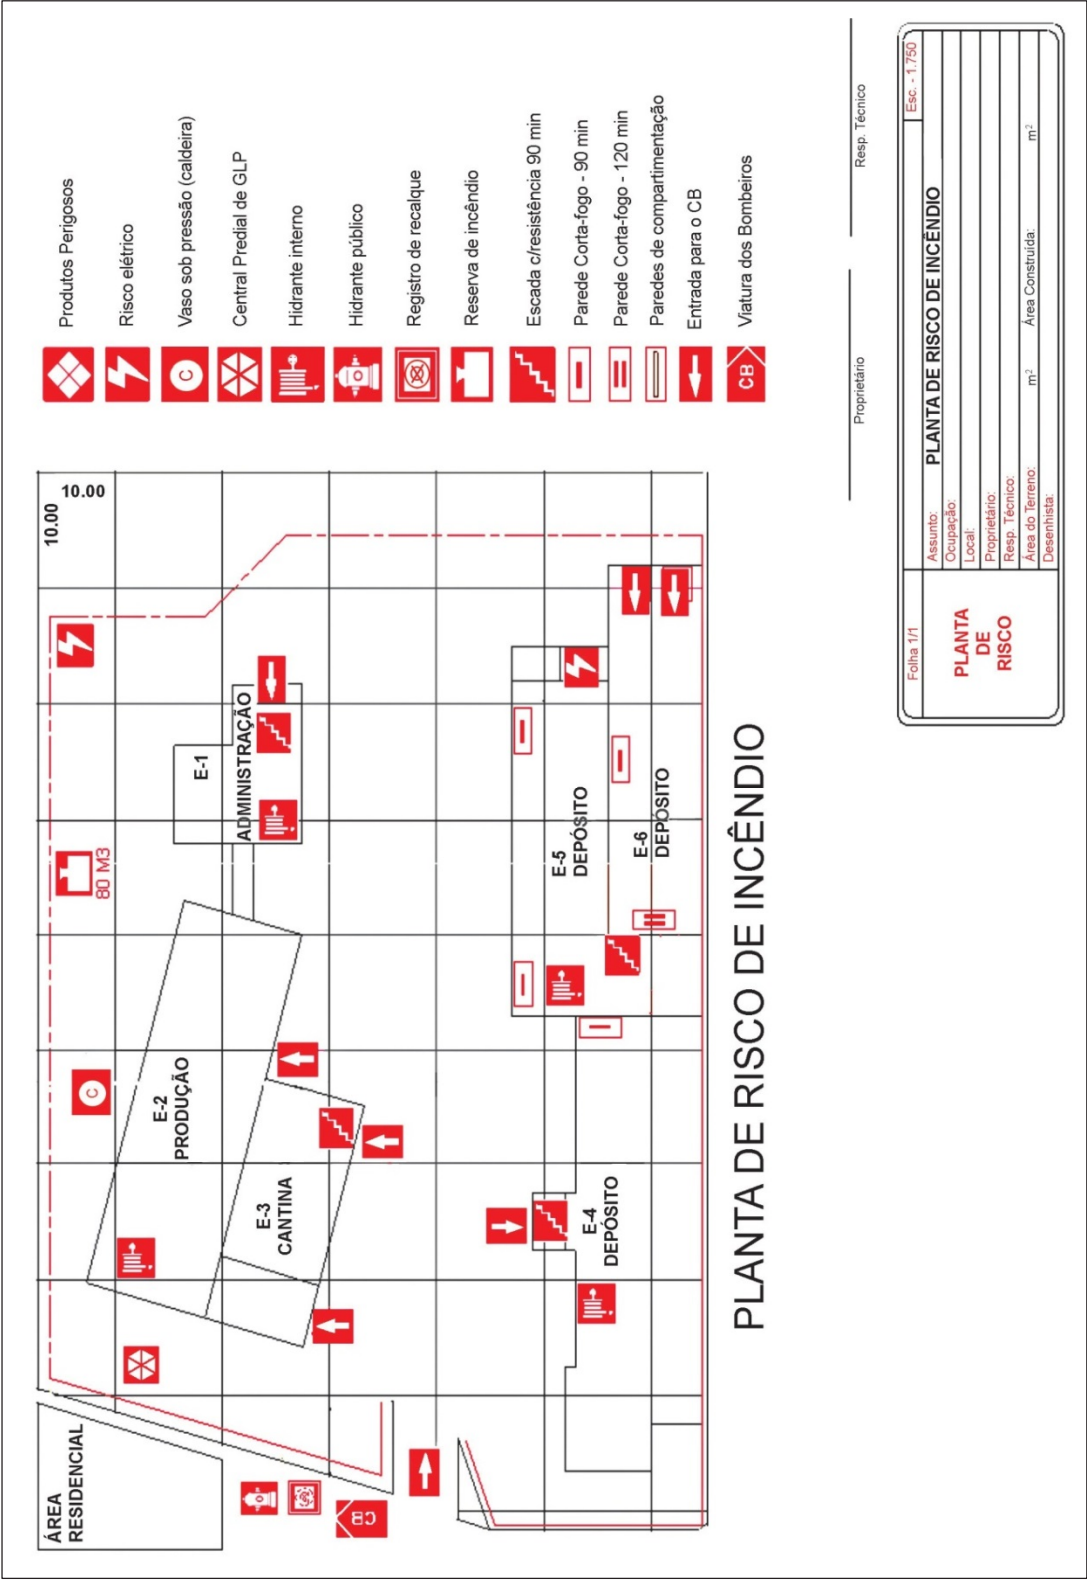 ÁREA
RESIDENCIAL
80 M3
10.00
10.00
C
E-2
PRODUÇÃO
E-1
ADMINISTRAÇÃO
E-3
CANTINA
CB
E-4
DEPÓSITO
E-5
DEPÓSITO
E-6
DEPÓSITO
PLANTA DE RISCO DE INCÊNDIO
Produtos Perigosos
Risco elétrico
C
Vaso sob pressão (caldeira)
Central Predial de GLP
Hidrante interno
Hidrante público
Registro de recalque
Reserva de incêndio
Escada c/resistência 90 min
Parede Corta-fogo - 90 min
Parede Corta-fogo - 120 min
Paredes de compartimentação
Entrada para o CB
CB
Viatura dos Bombeiros
Proprietário
Resp. Técnico
Folha 1/1
Esc. - 1.750
PLANTA
DE
RISCO
Assunto: PLANTA DE RISCO DE INCÊNDIO
Ocupação:
Local:
Proprietário:
Resp. Técnico:
Área do Terreno: m² Área Construída: m²
Desenhista: